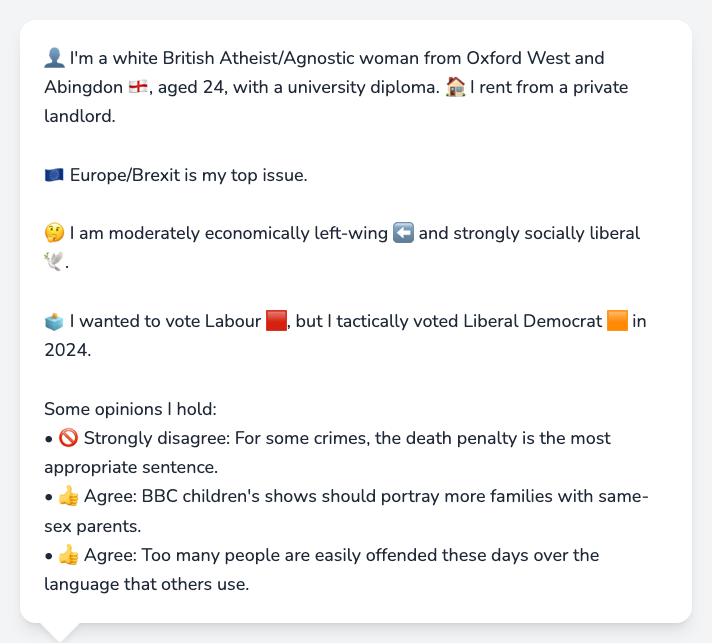 👤 I'm a white British Atheist/Agnostic woman from Oxford West and
Abingdon 🏴󠁧󠁢󠁥󠁮󠁧󠁿, aged 24, with a university diploma. 🏠 I rent from a private
landlord.
🇪🇺 Europe/Brexit is my top issue.
🤔 I am moderately economically left-wing ⬅️ and strongly socially liberal
🕊️.
🗳️ I wanted to vote Labour 🟥, but I tactically voted Liberal Democrat 🟧 in
2024.
Some opinions I hold:
• 🚫 Strongly disagree: For some crimes, the death penalty is the most
appropriate sentence.
• 👍 Agree: BBC children's shows should portray more families with same-
sex parents.
• 👍 Agree: Too many people are easily offended these days over the
language that others use.